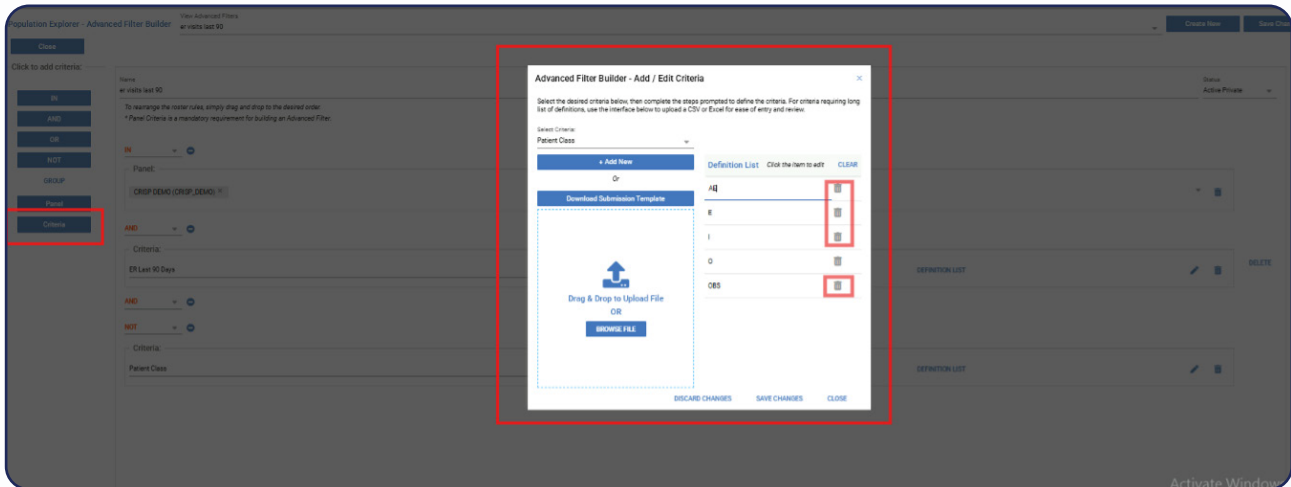 Population Explorer - Advanced Filter Builder
View Advanced Filters
er visits last 90
Create New
Save Chan
Close
Click to add criteria:
IN
AND
OR
NOT
GROUP
Panel
Criteria
Name
er visits last 90
Status
Active Private
To rearrange the roster rules, simply drag and drop to the desired order.
* Panel Criteria is a mandatory requirement for building an Advanced Filter.
IN
Panel:
CRISP DEMO (CRISP_DEMO)
AND
Criteria:
ER Last 90 Days
DEFINITION LIST
DELETE
AND
NOT
Criteria:
Patient Class
DEFINITION LIST
Advanced Filter Builder - Add / Edit Criteria
×
Select the desired criteria below, then complete the steps prompted to define the criteria. For criteria requiring long
list of definitions, use the interface below to upload a CSV or Excel for ease of entry and review.
Select Criteria:
Patient Class
+ Add New
Or
Download Submission Template
Drag & Drop to Upload File
OR
BROWSE FILE
Definition List Click the item to edit CLEAR
E
I
O
OBS
DISCARD CHANGES SAVE CHANGES CLOSE
Activate Windows